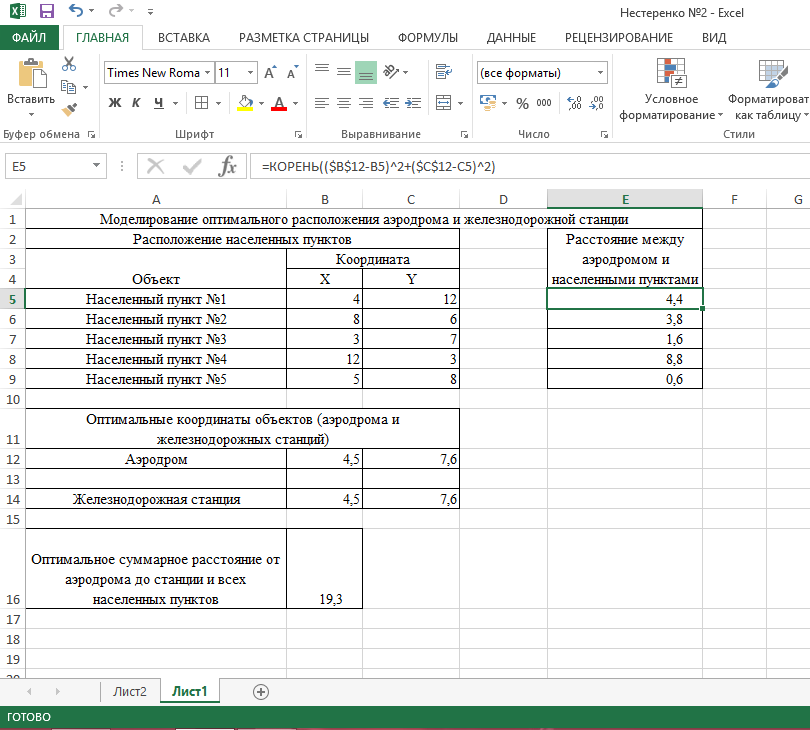 Нестеренко №2 - Excel
ФАЙЛ ГЛАВНАЯ ВСТАВКА РАЗМЕТКА СТРАНИЦЫ ФОРМУЛЫ ДАННЫЕ РЕЦЕНЗИРОВАНИЕ ВИД
Times New Roma 11
(все форматы)
Вставить
Ж К Ч
% 000
Условное форматирование
Форматироват как таблицу
Буфер обмена Шрифт Выравнивание Число Стили
E5 fx =КОРЕНЬ(($B$12-B5)^2+($C$12-C5)^2)
A B C D E F G
1 Моделирование оптимального расположения аэродрома и железнодорожной станции
2 Расположение населенных пунктов Расстояние между
3 Координата аэродромом и
4 Объект X Y населенными пунктами
5 Населенный пункт №1 4 12 4,4
6 Населенный пункт №2 8 6 3,8
7 Населенный пункт №3 3 7 1,6
8 Населенный пункт №4 12 3 8,8
9 Населенный пункт №5 5 8 0,6
10
Оптимальные координаты объектов (аэродрома и
11 железнодорожных станций)
12 Аэродром 4,5 7,6
13
14 Железнодорожная станция 4,5 7,6
15
Оптимальное суммарное расстояние от
аэродрома до станции и всех
16 населенных пунктов 19,3
17
18
19
20
Лист2 Лист1
ГОТОВО